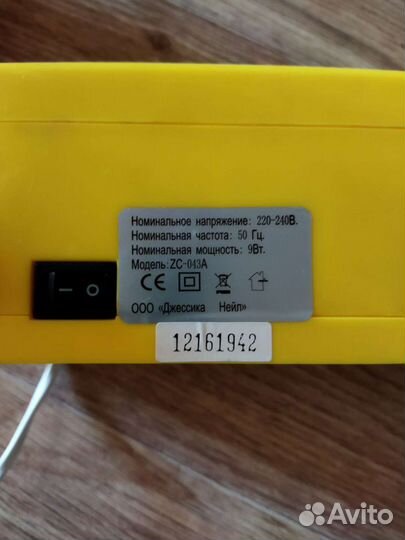 Номинальное напряжение: 220-240В.
Номинальная частота: 50 Гц.
Номинальная мощность: 9Вт.
Модель: ZC-043A
CE
ООО «Джессика Нейл»
12161942
Avito